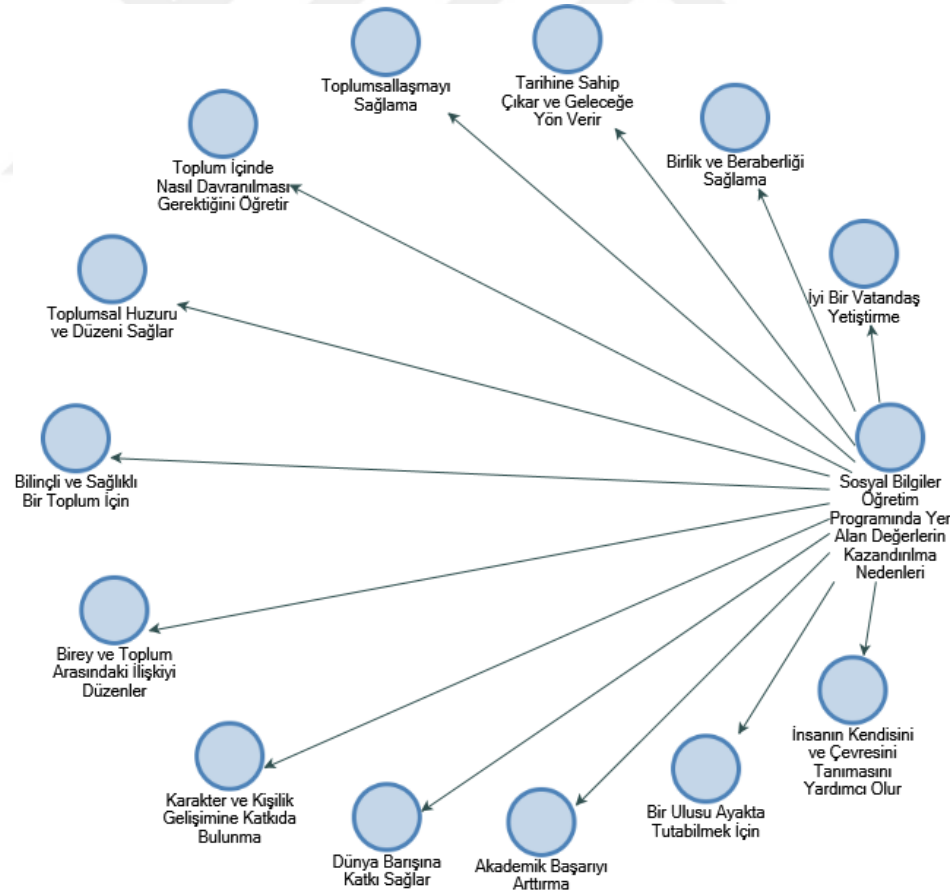 Toplumsallaşmayı
Sağlama
Tarihine Sahip
Çıkar ve Geleceğe
Yön Verir
Birlik ve Beraberliği
Sağlama
Toplum İçinde
Nasıl Davranılması
Gerektiğini Öğretir
İyi Bir Vatandaş
Yetiştirme
Toplumsal Huzuru
ve Düzeni Sağlar
Bilinçli ve Sağlıklı
Bir Toplum İçin
Sosyal Bilgiler
Öğretim
Programında Yer
Alan Değerlerin
Kazandırılma
Nedenleri
Birey ve Toplum
Arasındaki İlişkiyi
Düzenler
İnsanın Kendisini
ve Çevresini
Tanımasını
Yardımcı Olur
Karakter ve Kişilik
Gelişimine Katkıda
Bulunma
Bir Ulusu Ayakta
Tutabilmek İçin
Dünya Barışına
Katkı Sağlar
Akademik Başarıyı
Arttırma